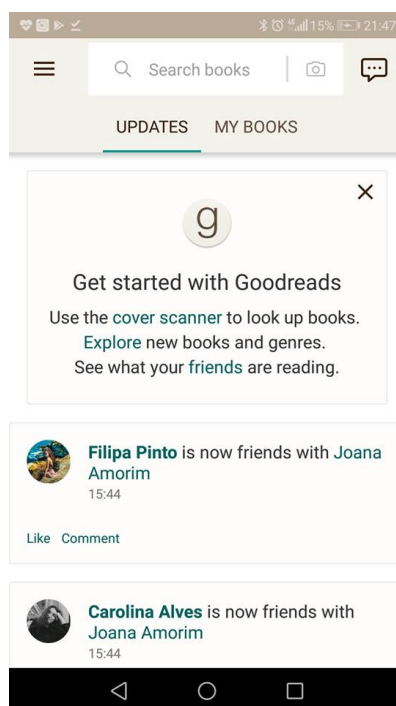 15% 21:47
Search books
UPDATES MY BOOKS
g
Get started with Goodreads
Use the cover scanner to look up books.
Explore new books and genres.
See what your friends are reading.
Filipa Pinto is now friends with Joana
Amorim
15:44
Like Comment
Carolina Alves is now friends with
Joana Amorim
15:44